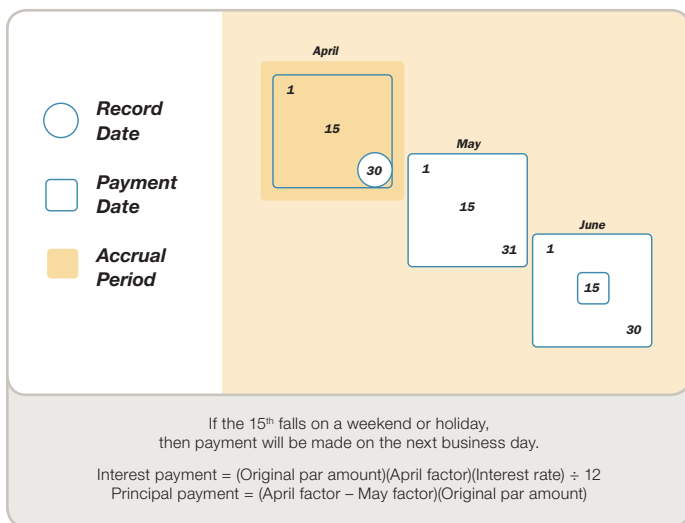 Record
Date
Payment
Date
Accrual
Period
April
1
15
30
May
1
15
31
June
1
15
30
If the 15th falls on a weekend or holiday,
then payment will be made on the next business day.
Interest payment = (Original par amount)(April factor)(Interest rate) ÷ 12
Principal payment = (April factor – May factor)(Original par amount)